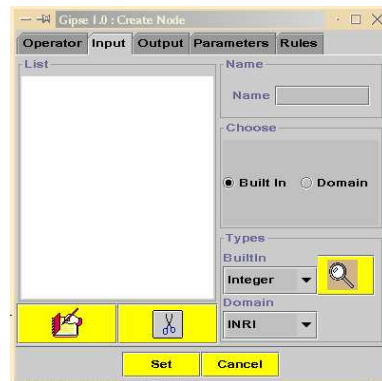 Gipse 1.0 : Create Node
Operator Input Output Parameters Rules
List
Name
Name
Choose
Built In Domain
Types
BuiltIn
Integer
Domain
INRI
Set Cancel